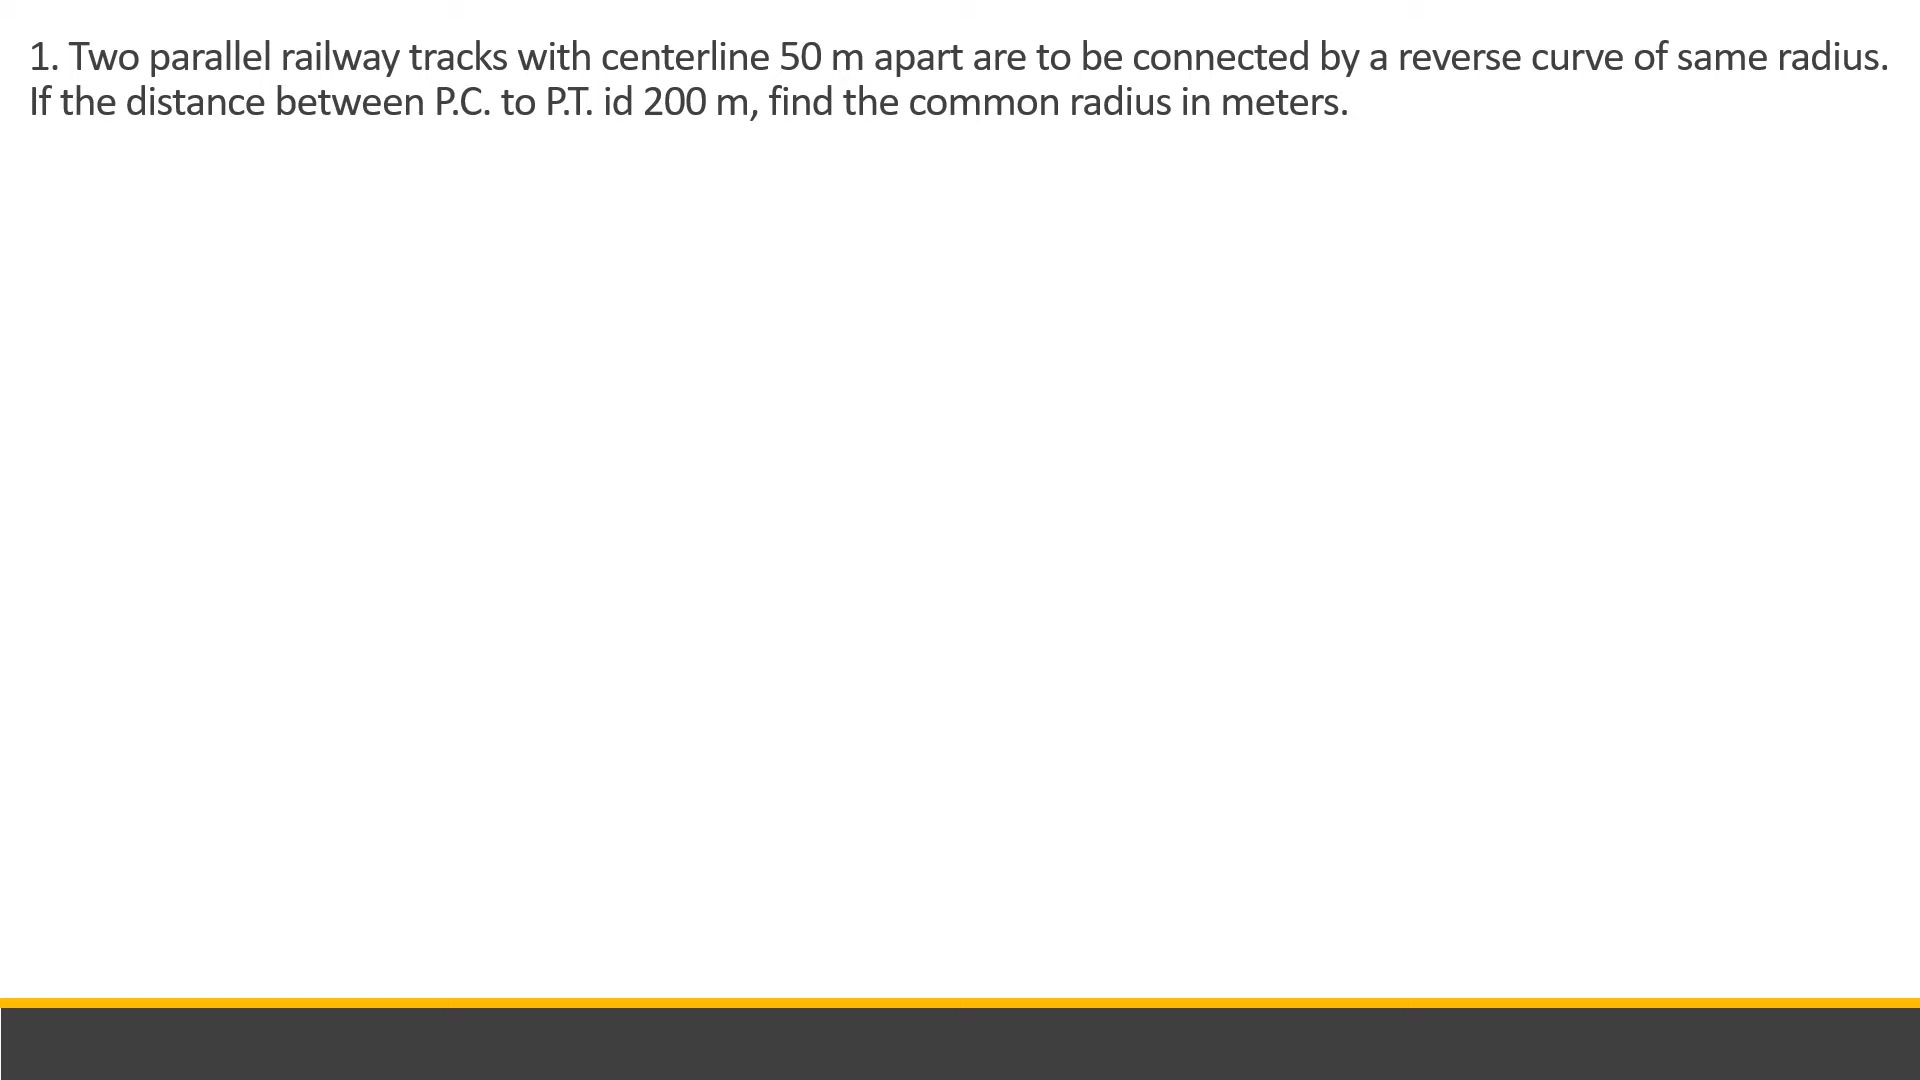 1. Two parallel railway tracks with centerline 50 m apart are to be connected by a reverse curve of same radius.
If the distance between P.C. to P.T. id 200 m, find the common radius in meters.